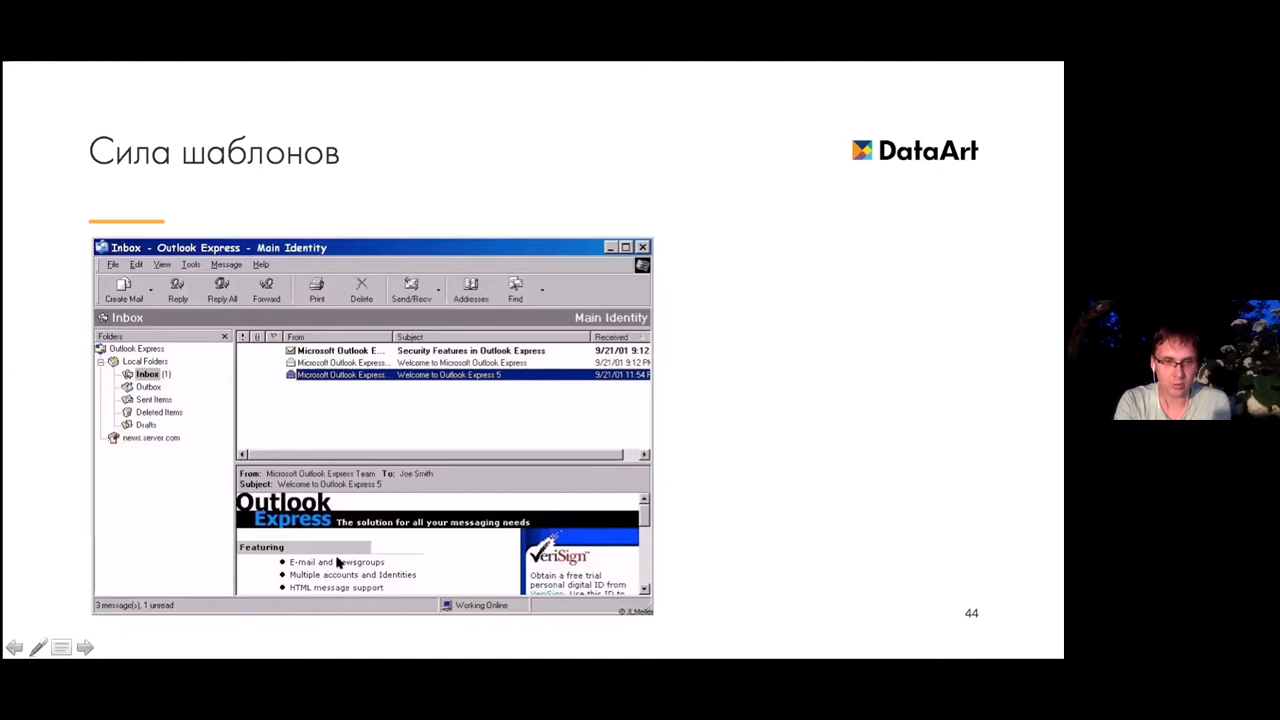 Сила шаблонов
DataArt
Inbox - Outlook Express - Main Identity
File Edit View Tools Message Help
Create Mail Reply Reply All Forward Print Delete Send/Recv Addresses Find
Inbox Main Identity
Folders
! From Subject Received
Outlook Express
Local Folders
Inbox (1)
Outbox
Sent Items
Deleted Items
Drafts
news.server.com
Microsoft Outlook E... Security Features in Outlook Express 9/21/01 9:12
Microsoft Outlook Express... Welcome to Microsoft Outlook Express 9/21/01 9:12 P
Microsoft Outlook Express... Welcome to Outlook Express 5 9/21/01 11:54 P
From: Microsoft Outlook Express Team To: Joe Smith
Subject: Welcome to Outlook Express 5
Outlook
Express The solution for all your messaging needs
Featuring
E-mail and newsgroups
Multiple accounts and Identities
HTML message support
VeriSign
Obtain a free trial
personal digital ID from
VeriSign. Use this ID to
3 message(s), 1 unread Working Online
44